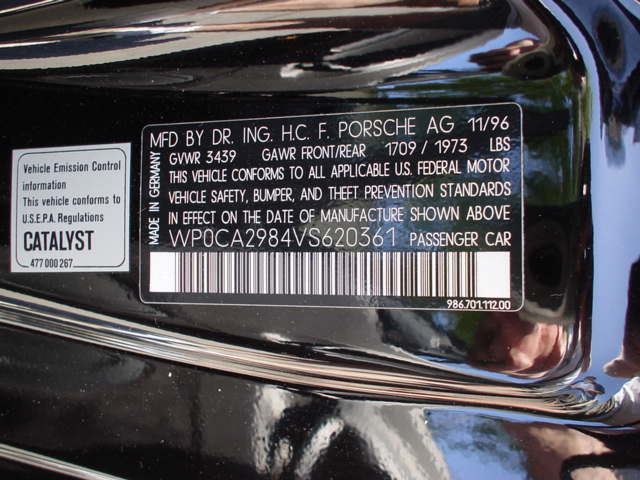 Vehicle Emission Control
information
This vehicle conforms to
U.S.E.P.A. Regulations
CATALYST
477 000 267
MADE IN GERMANY
MFD BY DR. ING. H.C. F. PORSCHE AG 11/96
GVWR 3439 GAWR FRONT/REAR 1709 / 1973 LBS
THIS VEHICLE CONFORMS TO ALL APPLICABLE U.S. FEDERAL MOTOR
VEHICLE SAFETY, BUMPER, AND THEFT PREVENTION STANDARDS
IN EFFECT ON THE DATE OF MANUFACTURE SHOWN ABOVE
WP0CA2984VS620361 PASSENGER CAR
986.701.112.00